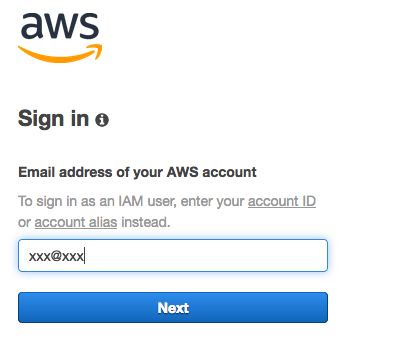 aws
Sign in
Email address of your AWS account
To sign in as an IAM user, enter your account ID
or account alias instead.
xxx@xxx
Next